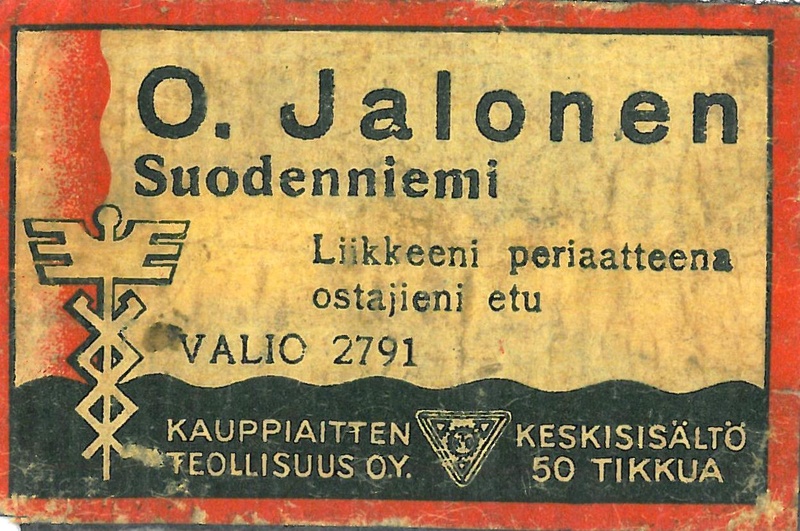 O. Jalonen
Suodenniemi
Liikkeeni periaatteena
ostajieni etu
VALIO 2791
KAUPPIAITTEN
TEOLLISUUS OY.
KESKISISÄLTÖ
50 TIKKUA